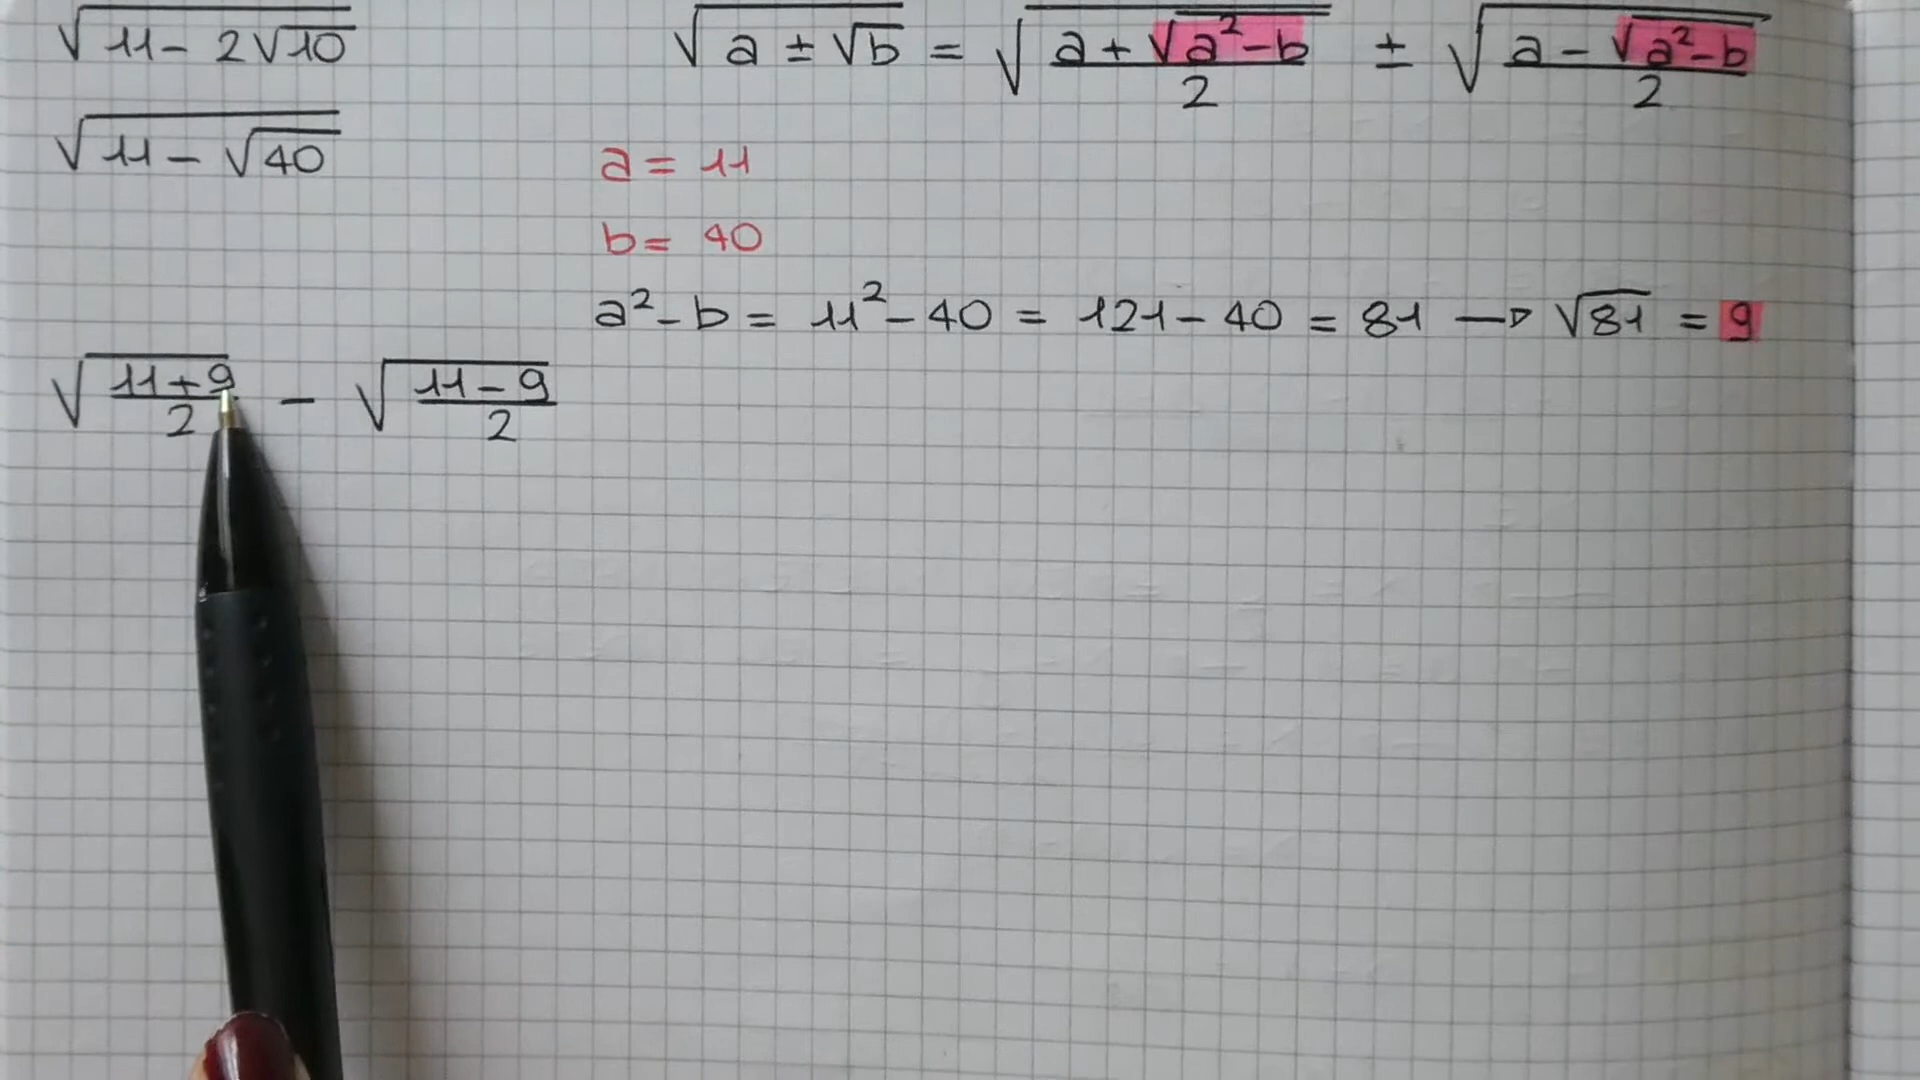 √(11 - 2√10)
√(a ± √b) = √((a + √(a² - b))/2) ± √((a - √(a² - b))/2)
√(11 - √40)
a = 11
b = 40
a² - b = 11² - 40 = 121 - 40 = 81 → √81 = 9
√((11 + 9)/2) - √((11 - 9)/2)